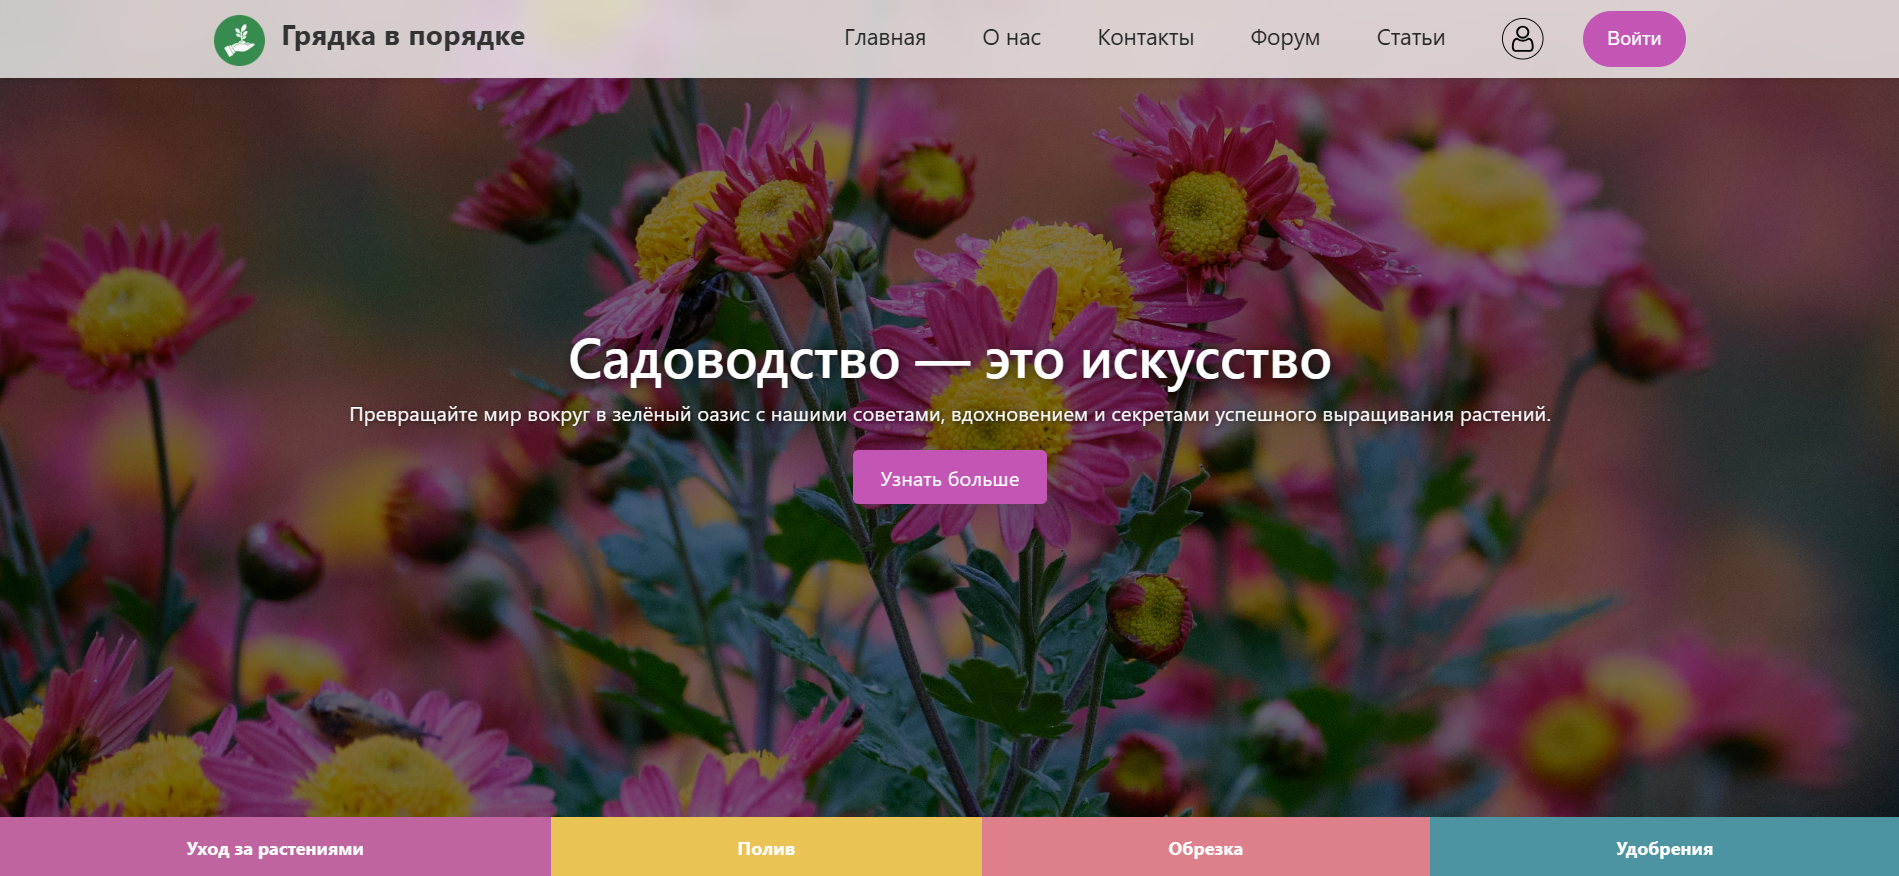 Грядка в порядке
Главная
О нас
Контакты
Форум
Статьи
Войти
Садоводство — это искусство
Превращайте мир вокруг в зелёный оазис с нашими советами, вдохновением и секретами успешного выращивания растений.
Узнать больше
Уход за растениями
Полив
Обрезка
Удобрения